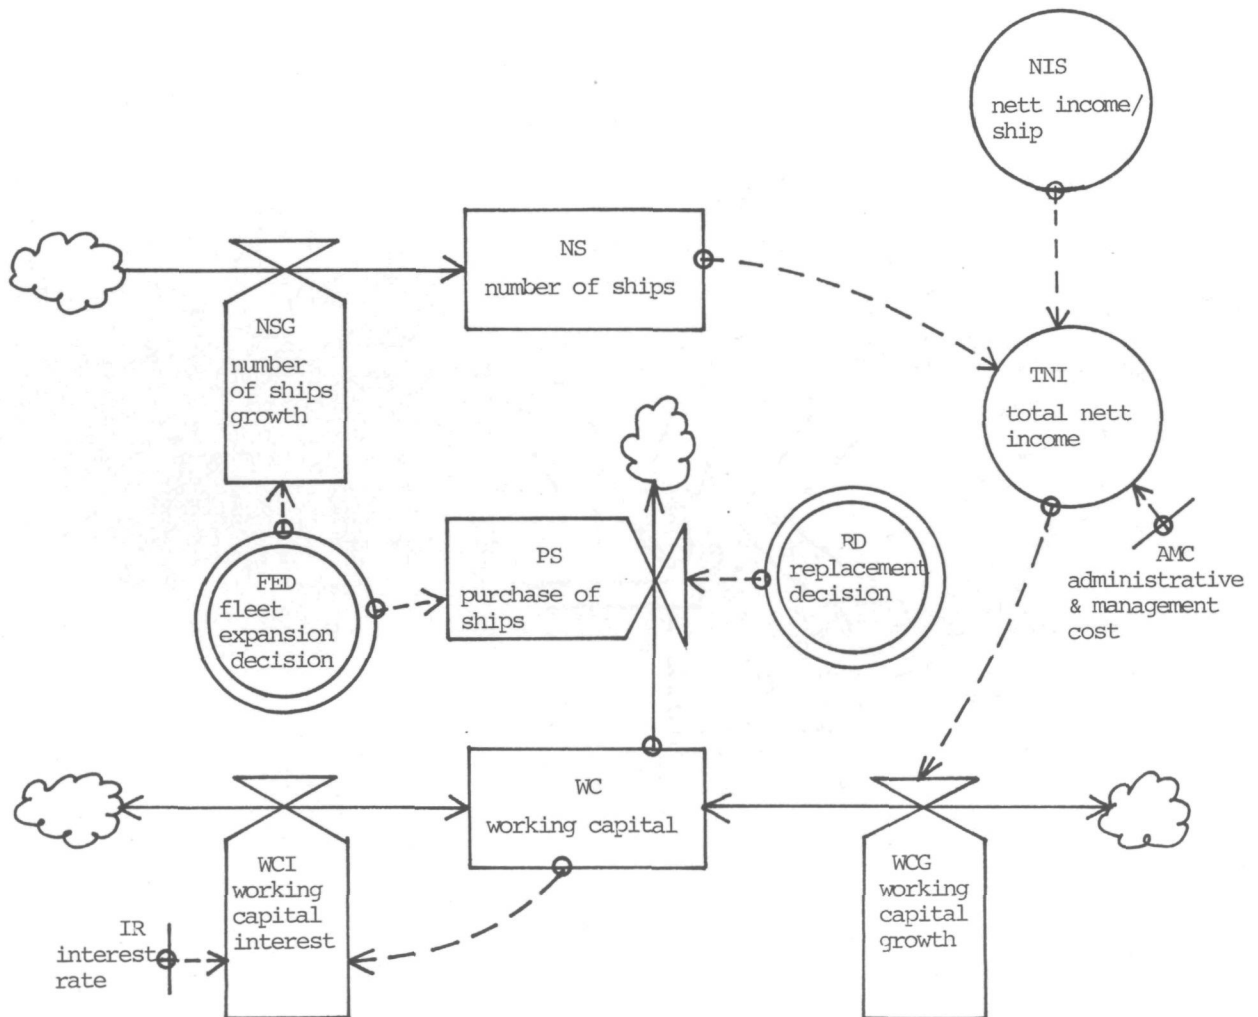 NIS
nett income/
ship
NS
number of ships
NSG
number
of ships
growth
TNI
total nett
income
FED
fleet
expansion
decision
PS
purchase of
ships
RD
replacement
decision
AMC
administrative
& management
cost
WC
working capital
WCI
working
capital
interest
IR
interest
rate
WCG
working
capital
growth